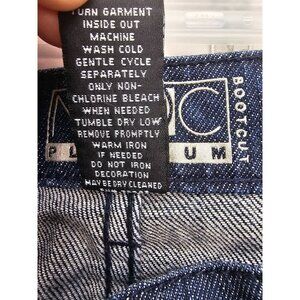 TURN GARMENT
INSIDE OUT
MACHINE
WASH COLD
GENTLE CYCLE
SEPARATELY
ONLY NON-
CHLORINE BLEACH
WHEN NEEDED
TUMBLE DRY LOW
REMOVE PROMPTLY
WARM IRON
IF NEEDED
DO NOT IRON
DECORATION
MAY BE DRY CLEANED
BOOTCUT